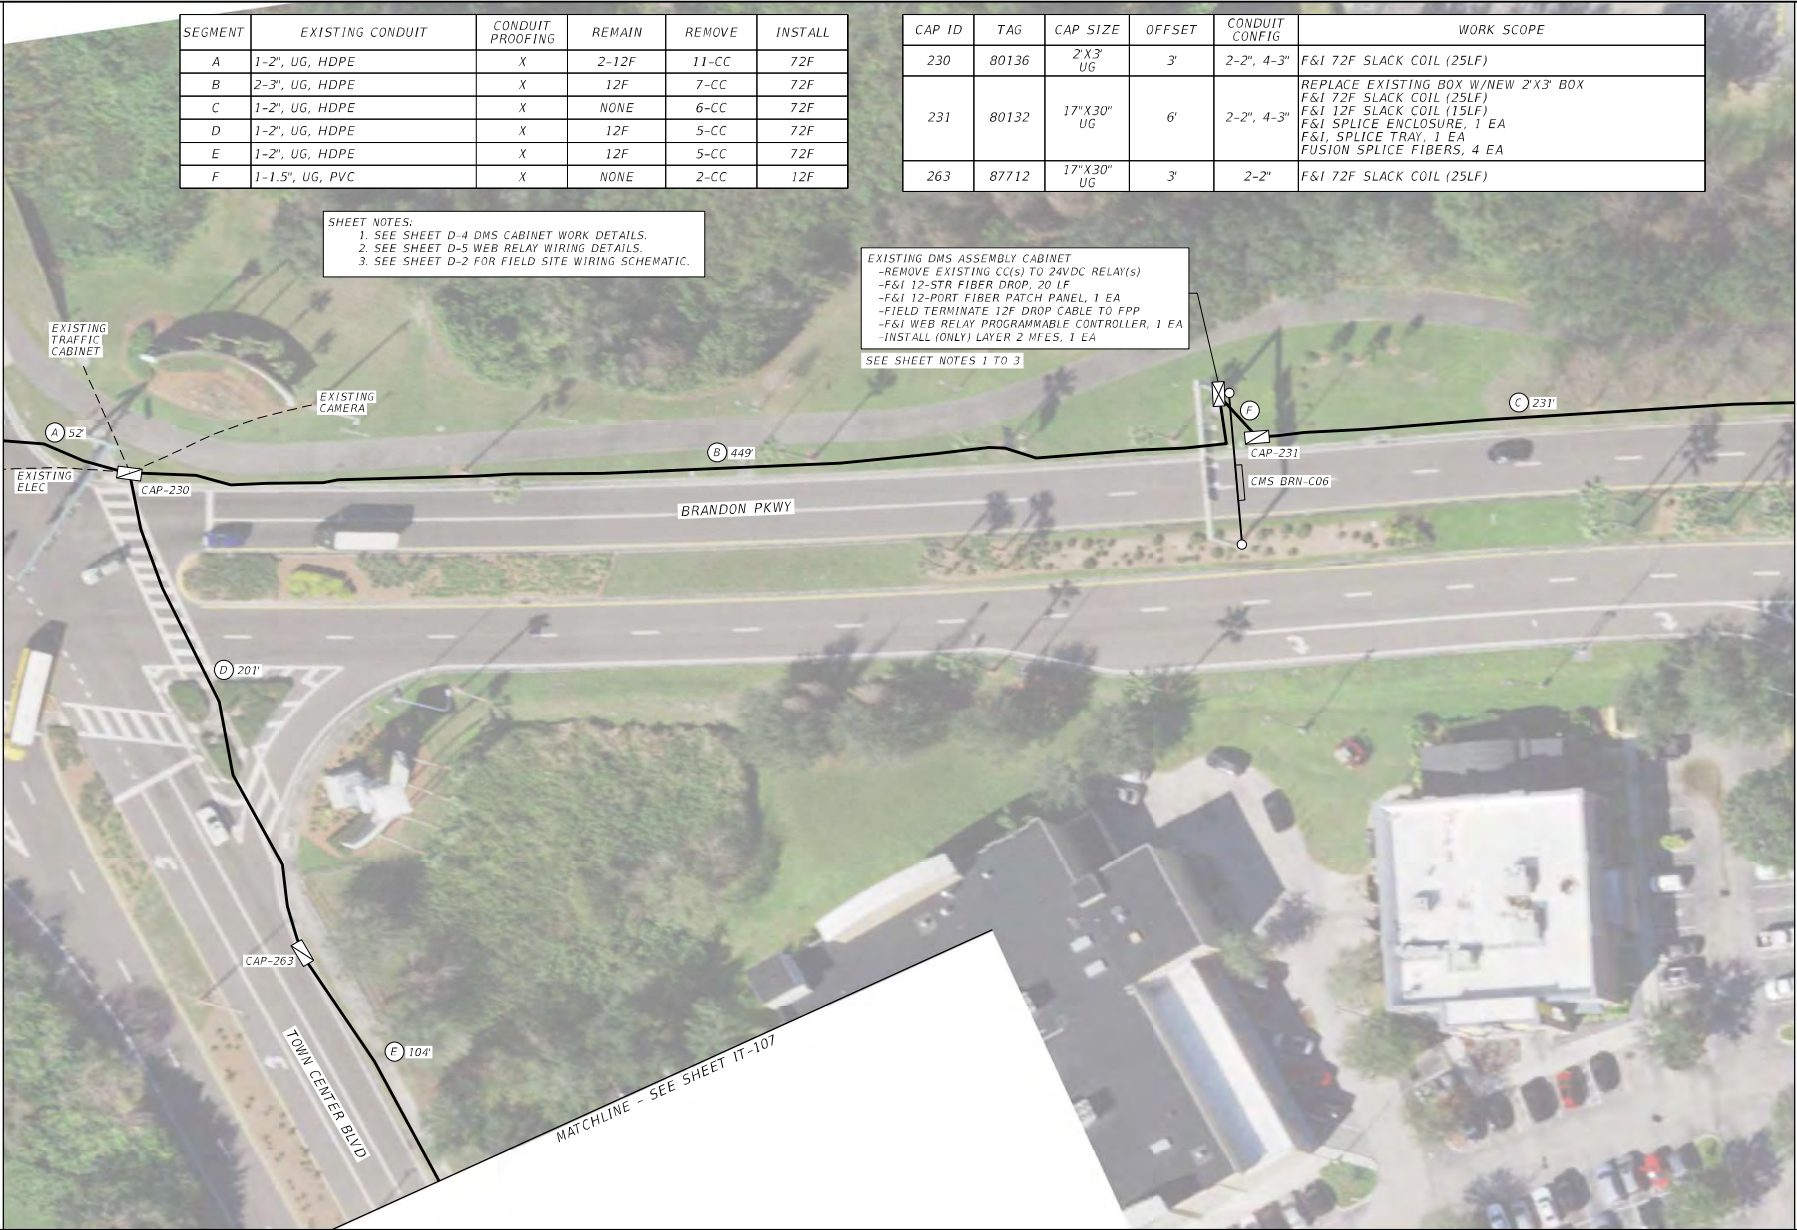 SEGMENT EXISTING CONDUIT CONDUIT PROOFING REMAIN REMOVE INSTALL
A 1-2", UG, HDPE X 2-12F 11-CC 72F
B 2-3", UG, HDPE X 12F 7-CC 72F
C 1-2", UG, HDPE X NONE 6-CC 72F
D 1-2", UG, HDPE X 12F 5-CC 72F
E 1-2", UG, HDPE X 12F 5-CC 72F
F 1-1.5", UG, PVC X NONE 2-CC 12F
CAP ID TAG CAP SIZE OFFSET CONDUIT CONFIG WORK SCOPE
230 80136 2'X3' UG 3' 2-2", 4-3" F&I 72F SLACK COIL (25LF)
231 80132 17"X30" UG 6' 2-2", 4-3" REPLACE EXISTING BOX W/NEW 2'X3' BOX
F&I 72F SLACK COIL (25LF)
F&I 12F SLACK COIL (15LF)
F&I SPLICE ENCLOSURE, 1 EA
F&I, SPLICE TRAY, 1 EA
FUSION SPLICE FIBERS, 4 EA
263 87712 17"X30" UG 3' 2-2" F&I 72F SLACK COIL (25LF)
SHEET NOTES:
1. SEE SHEET D-4 DMS CABINET WORK DETAILS.
2. SEE SHEET D-5 WEB RELAY WIRING DETAILS.
3. SEE SHEET D-2 FOR FIELD SITE WIRING SCHEMATIC.
EXISTING DMS ASSEMBLY CABINET
-REMOVE EXISTING CC(s) TO 24VDC RELAY(s)
-F&I 12-STR FIBER DROP, 20 LF
-F&I 12-PORT FIBER PATCH PANEL, 1 EA
-FIELD TERMINATE 12F DROP CABLE TO FPP
-F&I WEB RELAY PROGRAMMABLE CONTROLLER, 1 EA
-INSTALL (ONLY) LAYER 2 MFES, 1 EA
SEE SHEET NOTES 1 TO 3
EXISTING
TRAFFIC
CABINET
EXISTING
CAMERA
A 52'
EXISTING
ELEC
CAP-230
B 449'
F
C 231'
CAP-231
CMS BRN-C06
BRANDON PKWY
D 201'
CAP-263
E 104'
TOWN CENTER BLVD
MATCHLINE - SEE SHEET IT-107